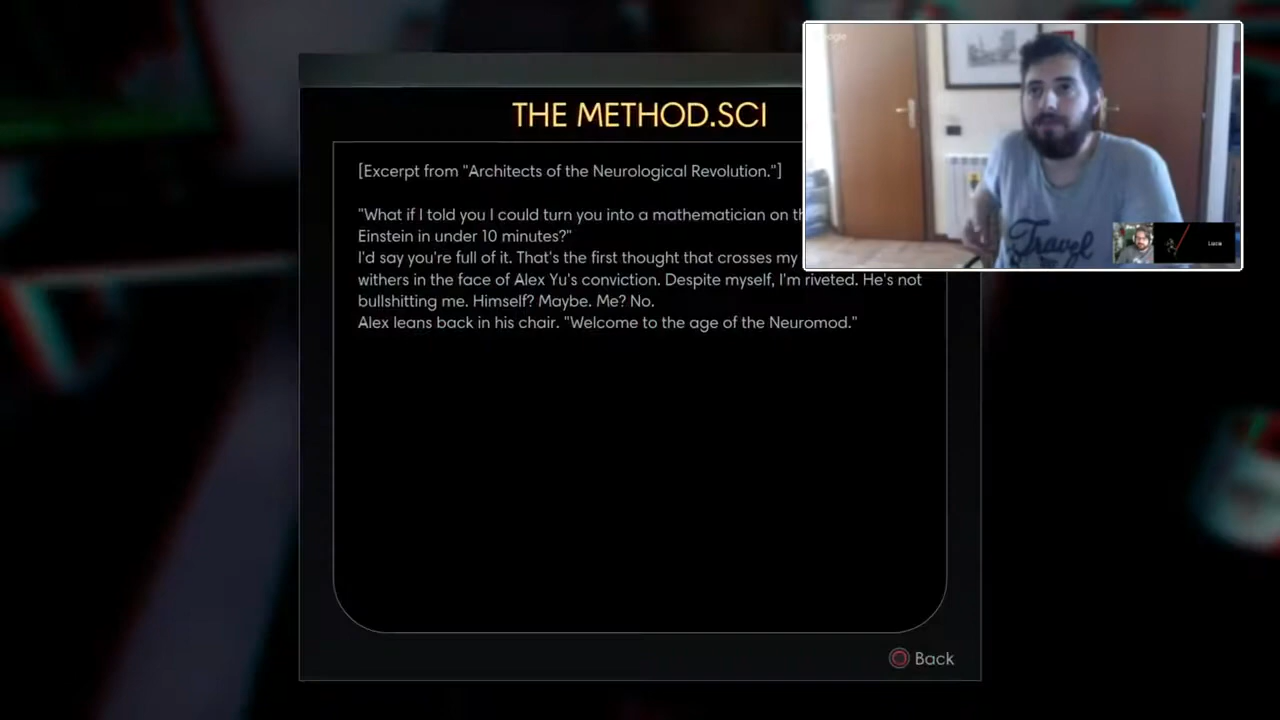 THE METHOD.SCI
[Excerpt from "Architects of the Neurological Revolution."]
"What if I told you I could turn you into a mathematician on
Einstein in under 10 minutes?"
I'd say you're full of it. That's the first thought that crosses my
withers in the face of Alex Yu's conviction. Despite myself, I'm riveted. He's not
bullshitting me. Himself? Maybe. Me? No.
Alex leans back in his chair. "Welcome to the age of the Neuromod."
Back
Travel
Luca